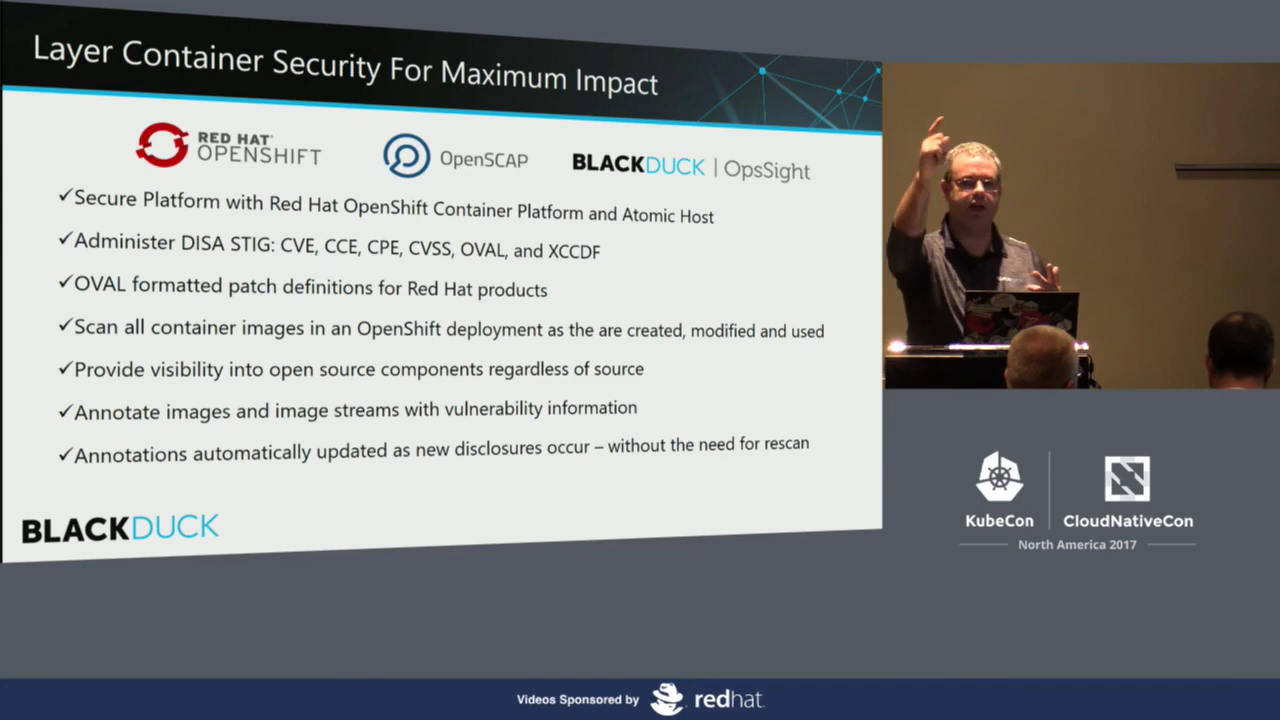 Layer Container Security For Maximum Impact
RED HAT
OPENSHIFT
OpenSCAP
BLACKDUCK | OpsSight
✓Secure Platform with Red Hat OpenShift Container Platform and Atomic Host
✓Administer DISA STIG: CVE, CCE, CPE, CVSS, OVAL, and XCCDF
✓OVAL formatted patch definitions for Red Hat products
✓Scan all container images in an OpenShift deployment as the are created, modified and used
✓Provide visibility into open source components regardless of source
✓Annotate images and image streams with vulnerability information
✓Annotations automatically updated as new disclosures occur – without the need for rescan
BLACKDUCK
KubeCon
CloudNativeCon
North America 2017
Videos Sponsored by
redhat